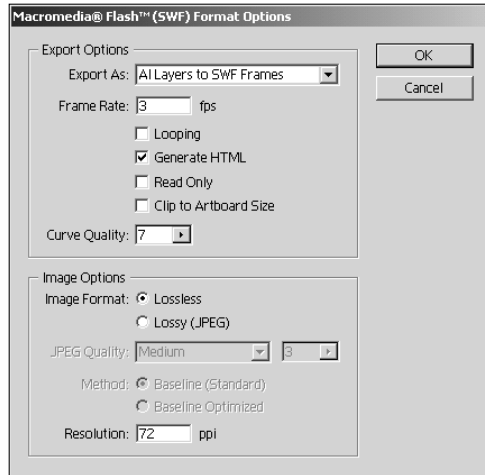 Macromedia® Flash™ (SWF) Format Options
Export Options
Export As: AI Layers to SWF Frames
Frame Rate: 3 fps
Looping
Generate HTML
Read Only
Clip to Artboard Size
Curve Quality: 7
OK
Cancel
Image Options
Image Format: Lossless
Lossy (JPEG)
JPEG Quality: Medium 3
Method: Baseline (Standard)
Baseline Optimized
Resolution: 72 ppi